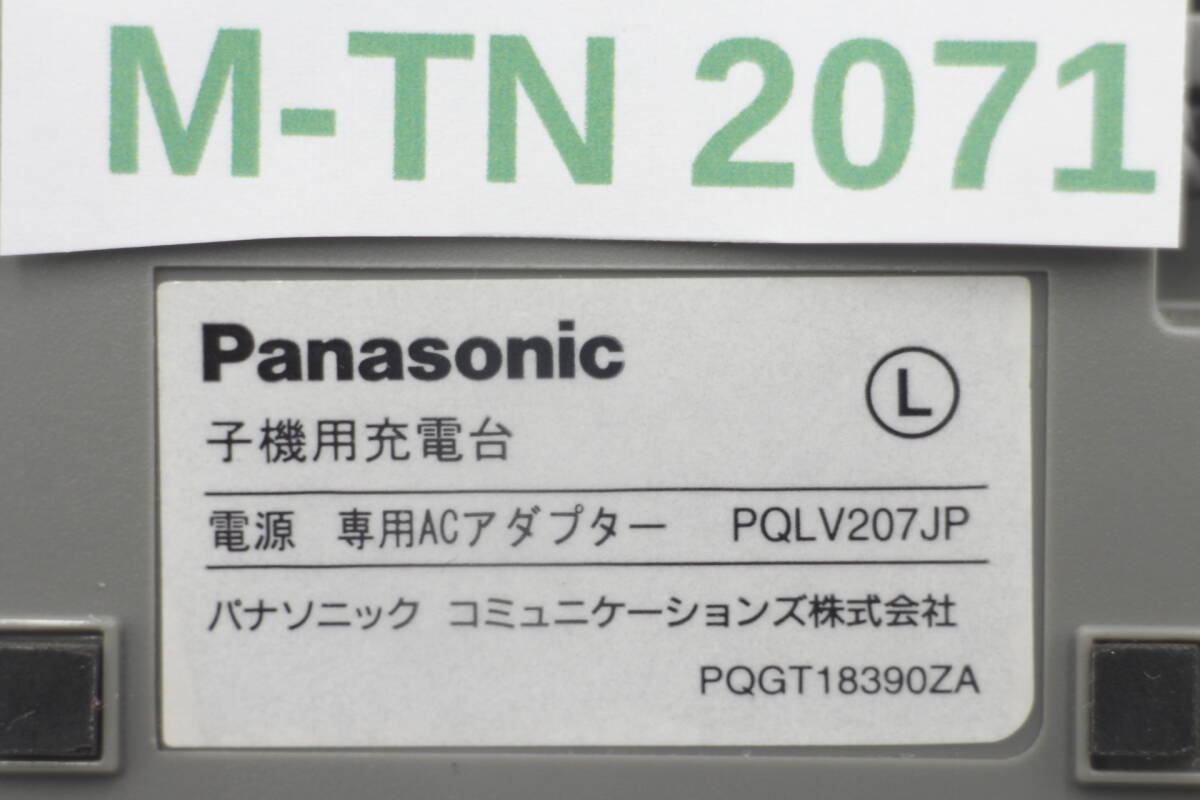 M-TN 2071
Panasonic
L
子機用充電台
電源 専用ACアダプター PQLV207JP
パナソニック コミュニケーションズ株式会社
PQGT18390ZA